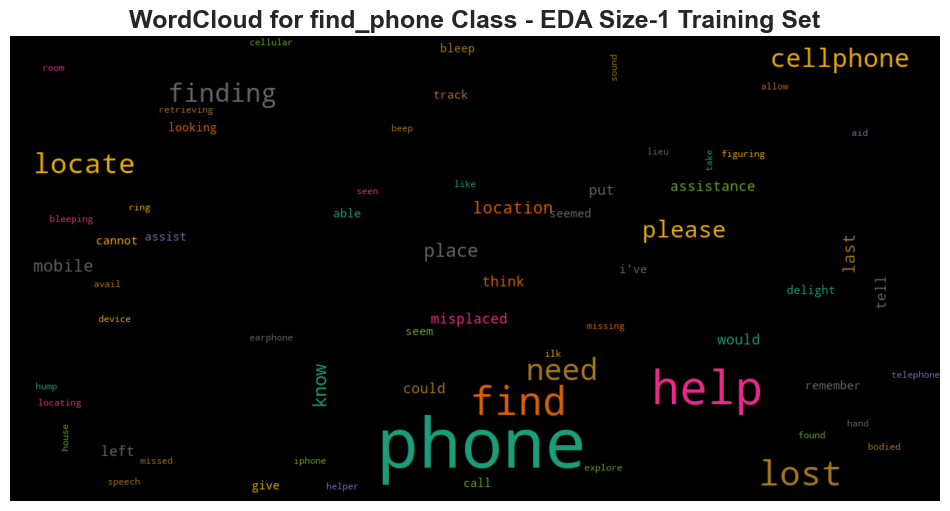 WordCloud for find_phone Class - EDA Size-1 Training Set
cellular
bleep
cellphone
room
sound
finding
track
allow
retrieving
looking
beep
aid
locate
lieu
take
figuring
seen
like
put
assistance
ring
able
location
seemed
bleeping
cannot
assist
please
last
mobile
place
i've
avail
think
tell
delight
device
misplaced
missing
seem
earphone
would
ilk
need
help
telephone
hump
know
could
find
remember
locating
phone
house
left
hand
found
bodied
missed
iphone
explore
lost
speech
give
helper
call